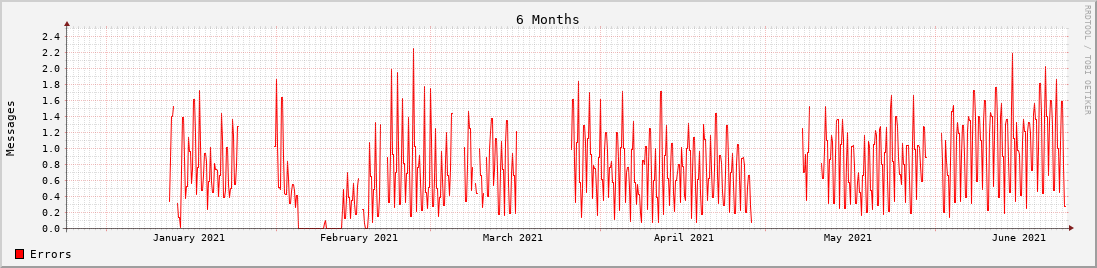 6 Months
RRDTOOL / TOBI OETIKER
Messages
2.4
2.2
2.0
1.8
1.6
1.4
1.2
1.0
0.8
0.6
0.4
0.2
0.0
January 2021 February 2021 March 2021 April 2021 May 2021 June 2021
Errors